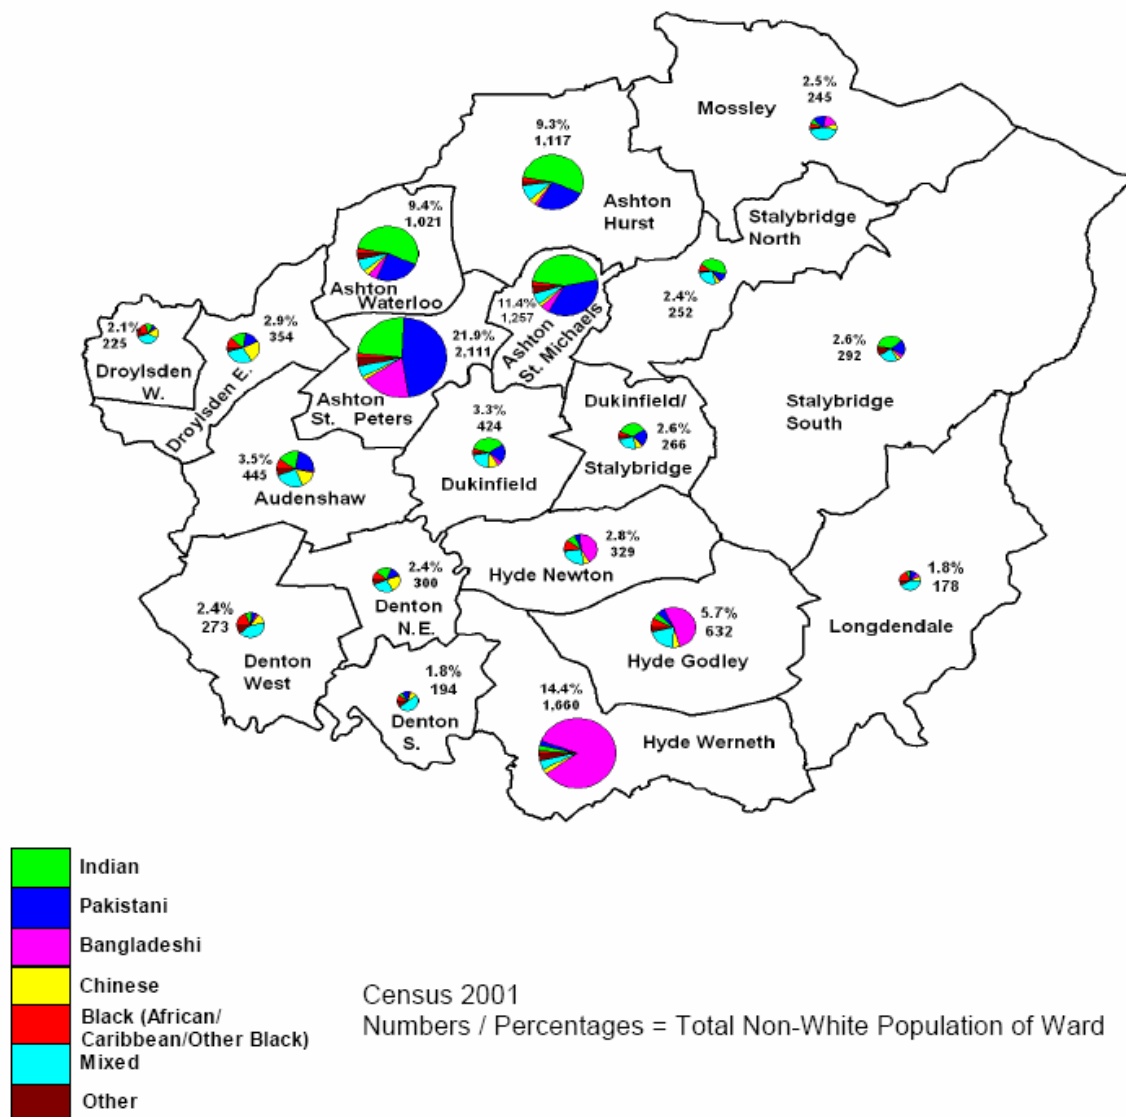 2.5%
245
Mossley
9.3%
1,117
Ashton
Hurst
Stalybridge
North
2.4%
252
9.4%
1,021
Ashton
Waterloo
11.4%
1,257
Ashton
St. Michaels
2.1%
225
Droylsden
W.
2.9%
354
Droylsden E.
21.9%
2,111
Ashton
St. Peters
2.6%
292
Stalybridge
South
3.3%
424
Dukinfield
Dukinfield/
2.6%
266
Stalybridge
3.5%
445
Audenshaw
2.8%
329
Hyde Newton
2.4%
300
Denton
N.E.
1.8%
178
Longdendale
2.4%
273
Denton
West
5.7%
632
Hyde Godley
1.8%
194
Denton
S.
14.4%
1,660
Hyde Werneth
Indian
Pakistani
Bangladeshi
Chinese
Black (African/
Caribbean/Other Black)
Mixed
Other
Census 2001
Numbers / Percentages = Total Non-White Population of Ward